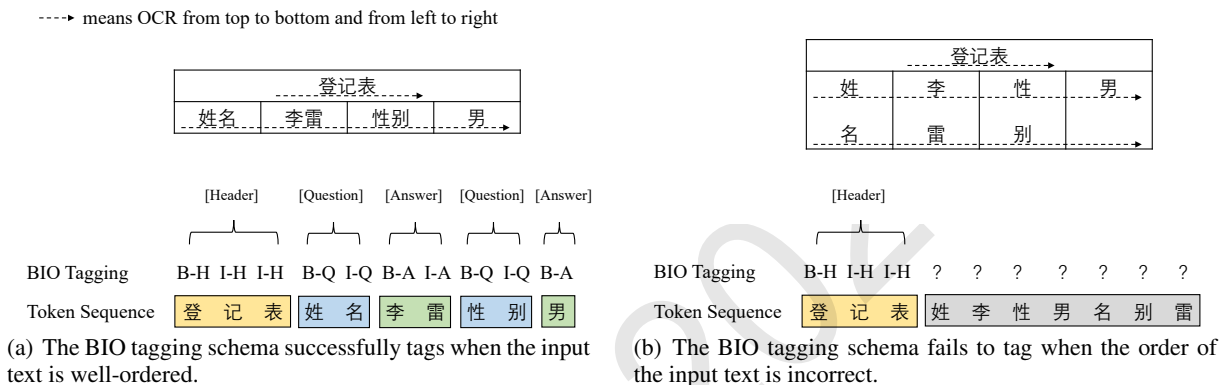 means OCR from top to bottom and from left to right
登记表
姓名 李雷 性别 男
[Header] [Question] [Answer] [Question] [Answer]
BIO Tagging B-H I-H I-H B-Q I-Q B-A I-A B-Q I-Q B-A
Token Sequence 登 记 表 姓 名 李 雷 性 别 男
(a) The BIO tagging schema successfully tags when the input
text is well-ordered.
登记表
姓 李 性 男
名 雷 别
[Header]
BIO Tagging B-H I-H I-H ? ? ? ? ? ? ?
Token Sequence 登 记 表 姓 李 性 男 名 别 雷
(b) The BIO tagging schema fails to tag when the order of
the input text is incorrect.